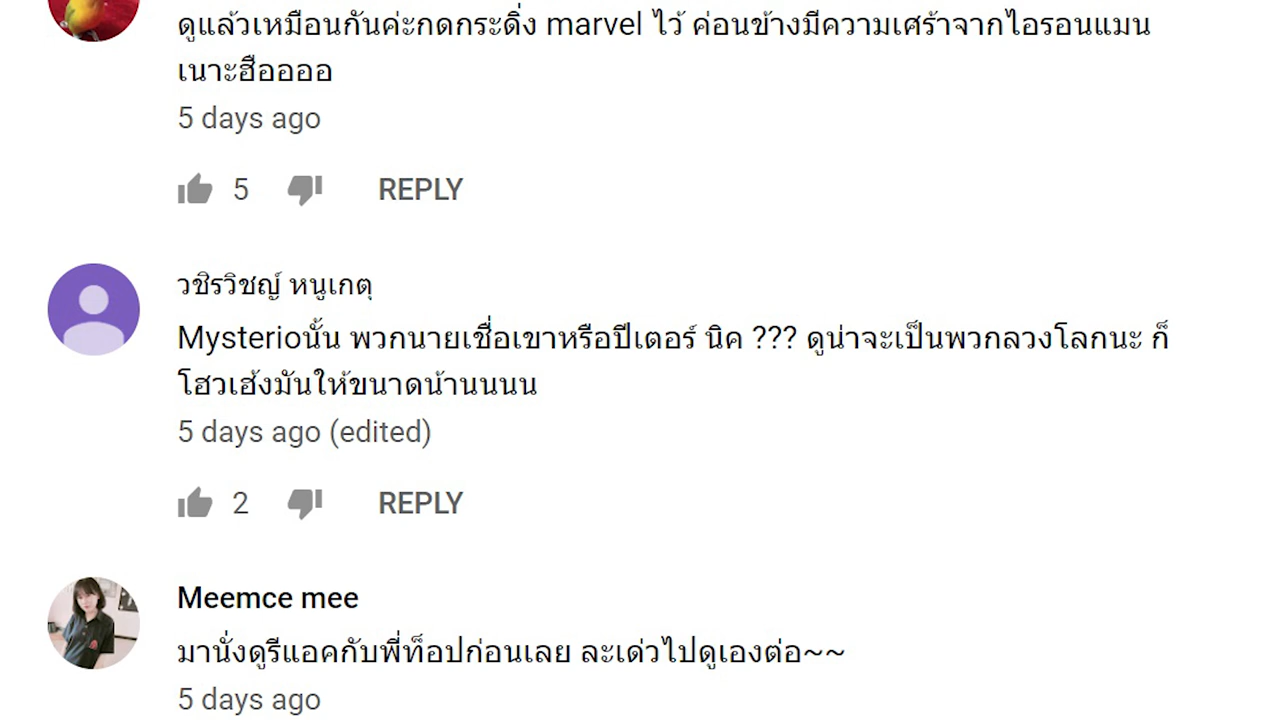 ดูแล้วเหมือนกันค่ะกดกระดิ่ง marvel ไว้ ค่อนข้างมีความเศร้าจากไอรอนแมน
เนาะฮือออออ
5 days ago
5 REPLY
วชิรวิชญ์ หนูเกตุ
Mysterioนั้น พวกนายเชื่อเขาหรือปีเตอร์ นิค ??? ดูน่าจะเป็นพวกลวงโลกนะ ก็
โฮวเฮ้งมันให้ขนาดน้านนนน
5 days ago (edited)
2 REPLY
Meemce mee
มานั่งดูรีแอคกับพี่ท็อปก่อนเลย ละเด่วไปดูเองต่อ~~
5 days ago